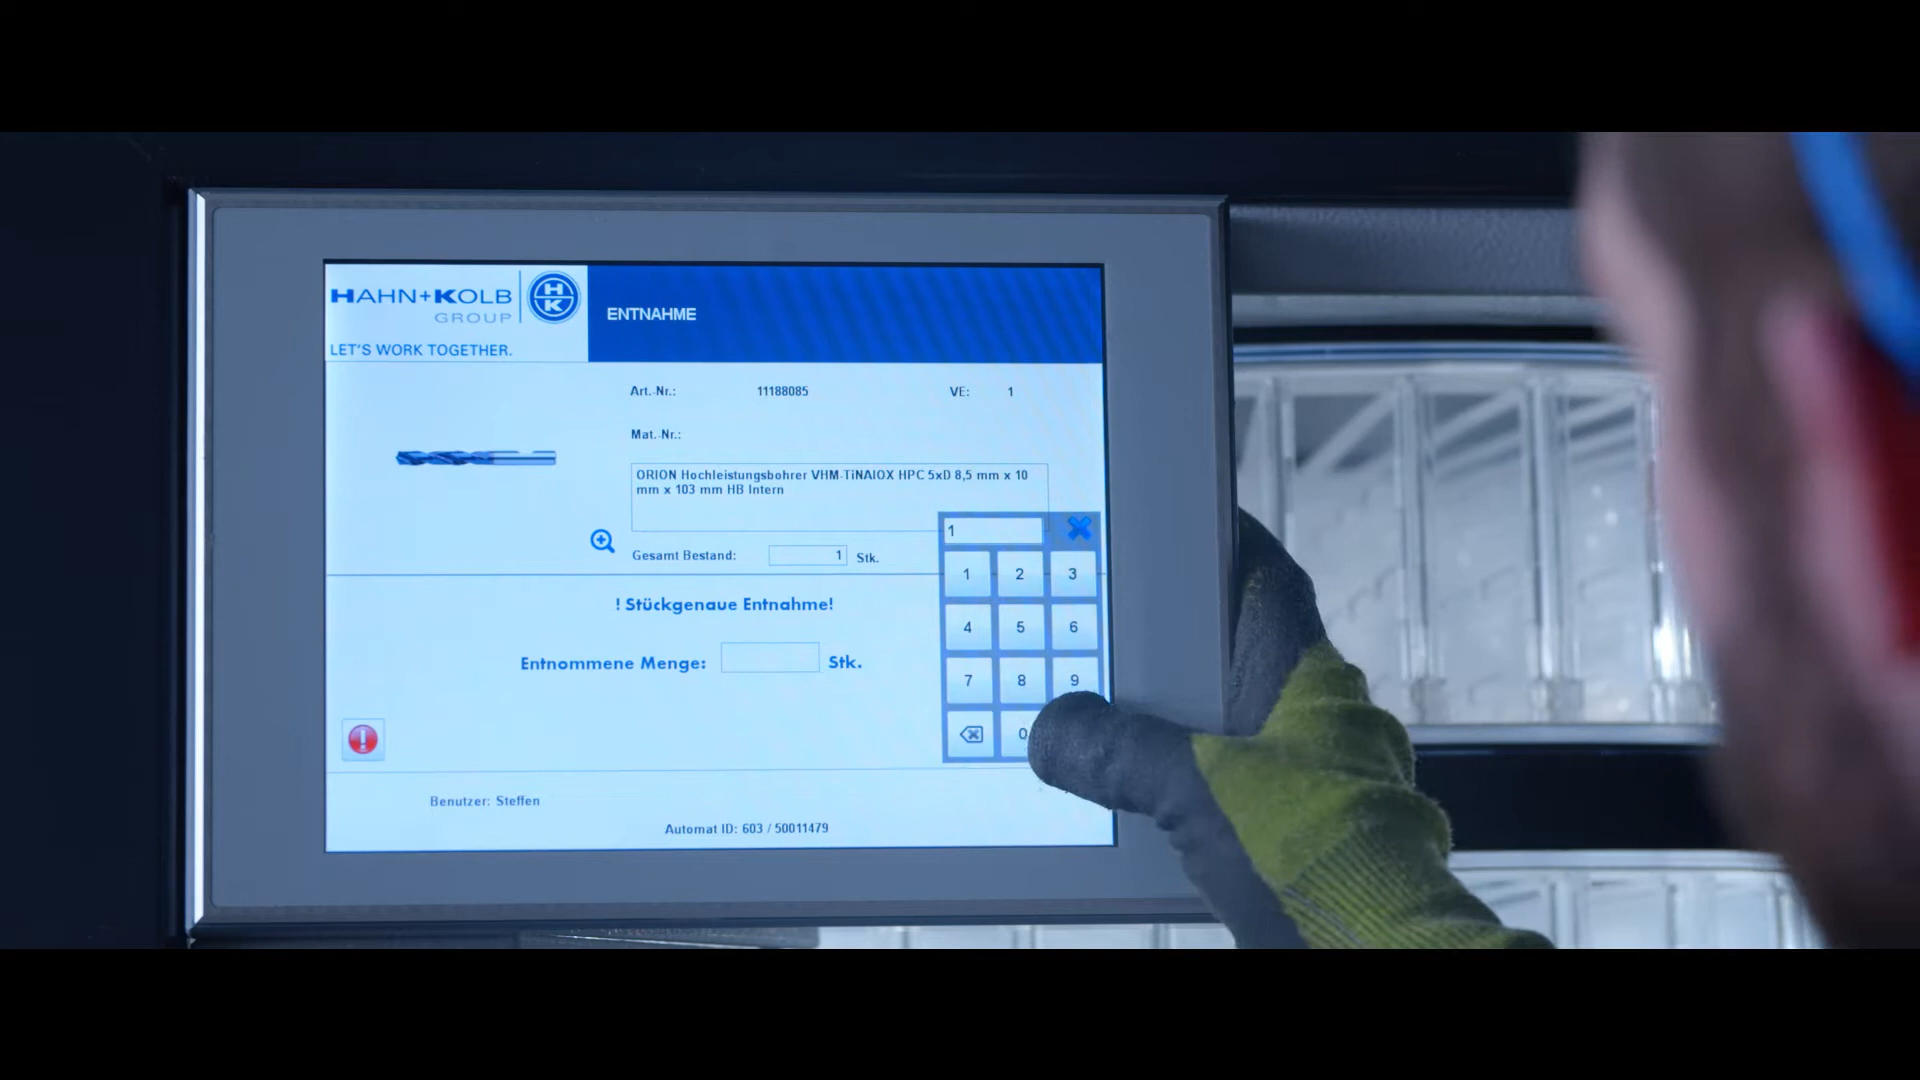 HAHN+KOLB
GROUP
HK
LET'S WORK TOGETHER.
ENTNAHME
Art.-Nr.: 11188085 VE: 1
Mat.-Nr.:
ORION Hochleistungsbohrer VHM-TiNAlOX HPC 5xD 8,5 mm x 10
mm x 103 mm HB Intern
1
Gesamt Bestand: 1 Stk.
1 2 3
! Stückgenaue Entnahme!
4 5 6
Entnommene Menge: Stk.
7 8 9
0
Benutzer: Steffen
Automat ID: 603 / 50011479